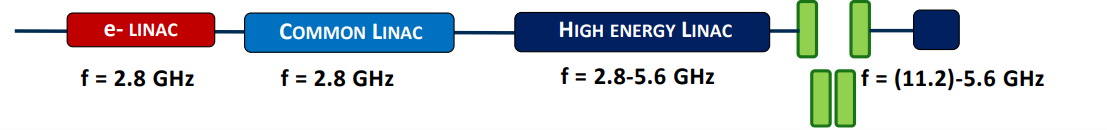 e- LINAC
COMMON LINAC
HIGH ENERGY LINAC
f = 2.8 GHz
f = 2.8 GHz
f = 2.8-5.6 GHz
f = (11.2)-5.6 GHz